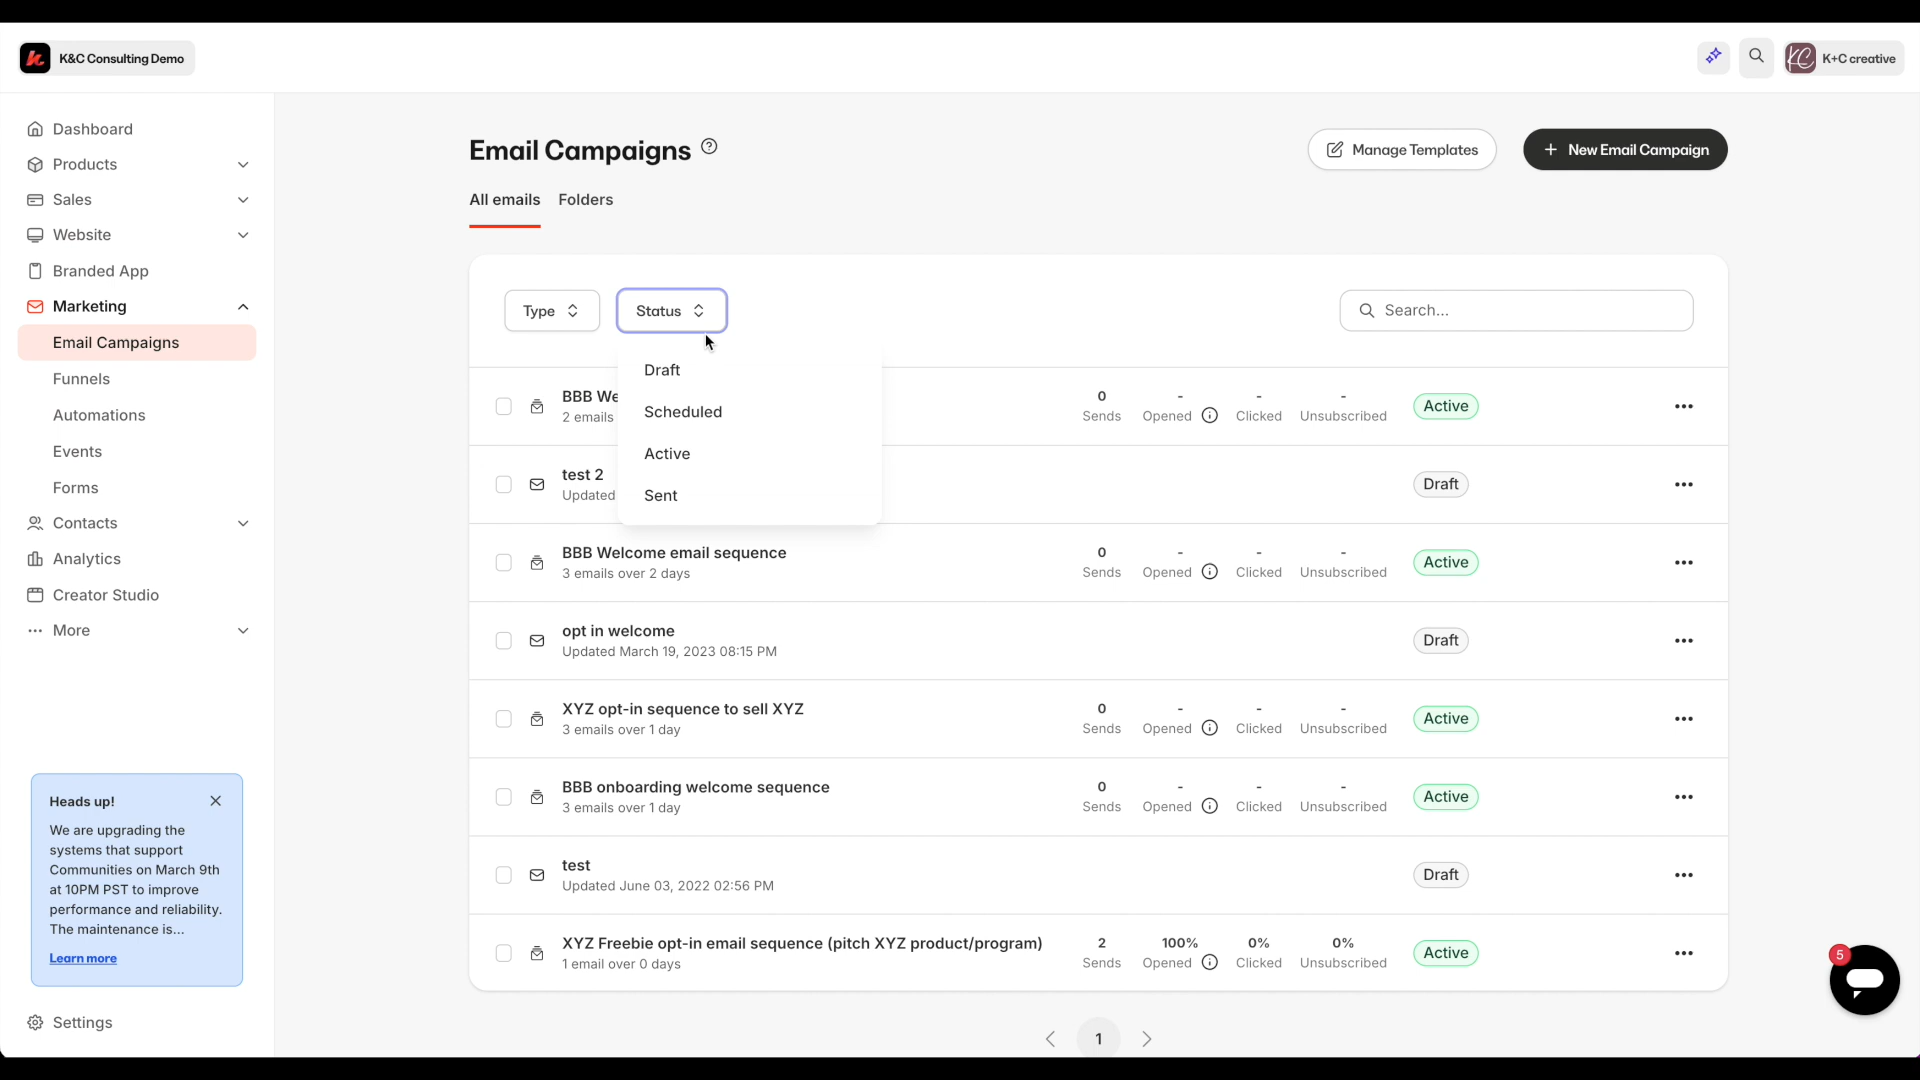 K&C Consulting Demo
K+C creative
Dashboard
Products
Sales
Website
Branded App
Marketing
Email Campaigns
Funnels
Automations
Events
Forms
Contacts
Analytics
Creator Studio
More
Heads up!
We are upgrading the
systems that support
Communities on March 9th
at 10PM PST to improve
performance and reliability.
The maintenance is...
Learn more
Settings
Email Campaigns
Manage Templates
+ New Email Campaign
All emails Folders
Type Status
Search...
Draft
Scheduled
Active
Sent
BBB We
2 emails
0 - - -
Sends Opened Clicked Unsubscribed
Active
test 2
Updated
Draft
BBB Welcome email sequence
3 emails over 2 days
0 - - -
Sends Opened Clicked Unsubscribed
Active
opt in welcome
Updated March 19, 2023 08:15 PM
Draft
XYZ opt-in sequence to sell XYZ
3 emails over 1 day
0 - - -
Sends Opened Clicked Unsubscribed
Active
BBB onboarding welcome sequence
3 emails over 1 day
0 - - -
Sends Opened Clicked Unsubscribed
Active
test
Updated June 03, 2022 02:56 PM
Draft
XYZ Freebie opt-in email sequence (pitch XYZ product/program)
1 email over 0 days
2 100% 0% 0%
Sends Opened Clicked Unsubscribed
Active
1
5